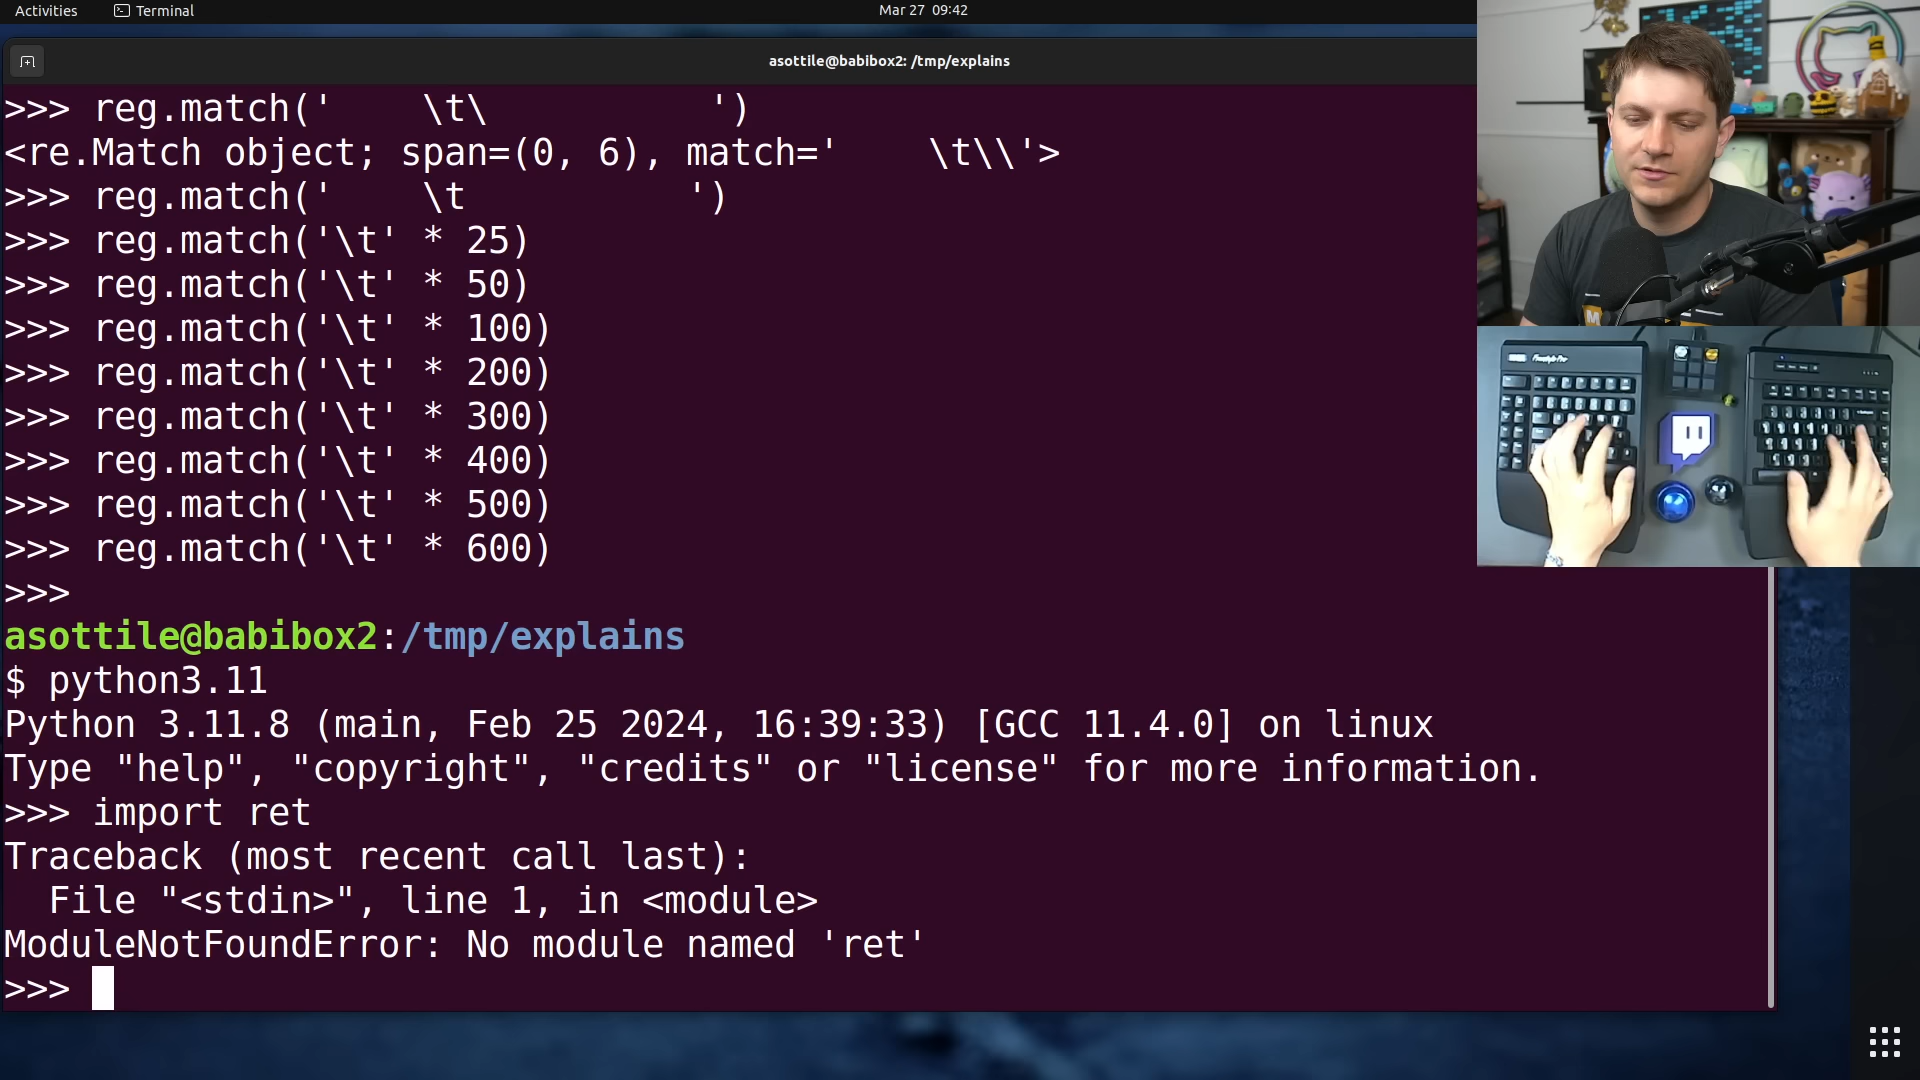 Activities
Terminal
Mar 27 09:42
asottile@babibox2: /tmp/explains
>>> reg.match('    \t\          ')
<re.Match object; span=(0, 6), match='    \t\\'>
>>> reg.match('    \t          ')
>>> reg.match('\t' * 25)
>>> reg.match('\t' * 50)
>>> reg.match('\t' * 100)
>>> reg.match('\t' * 200)
>>> reg.match('\t' * 300)
>>> reg.match('\t' * 400)
>>> reg.match('\t' * 500)
>>> reg.match('\t' * 600)
>>>
asottile@babibox2:/tmp/explains
$ python3.11
Python 3.11.8 (main, Feb 25 2024, 16:39:33) [GCC 11.4.0] on linux
Type "help", "copyright", "credits" or "license" for more information.
>>> import ret
Traceback (most recent call last):
  File "<stdin>", line 1, in <module>
ModuleNotFoundError: No module named 'ret'
>>>